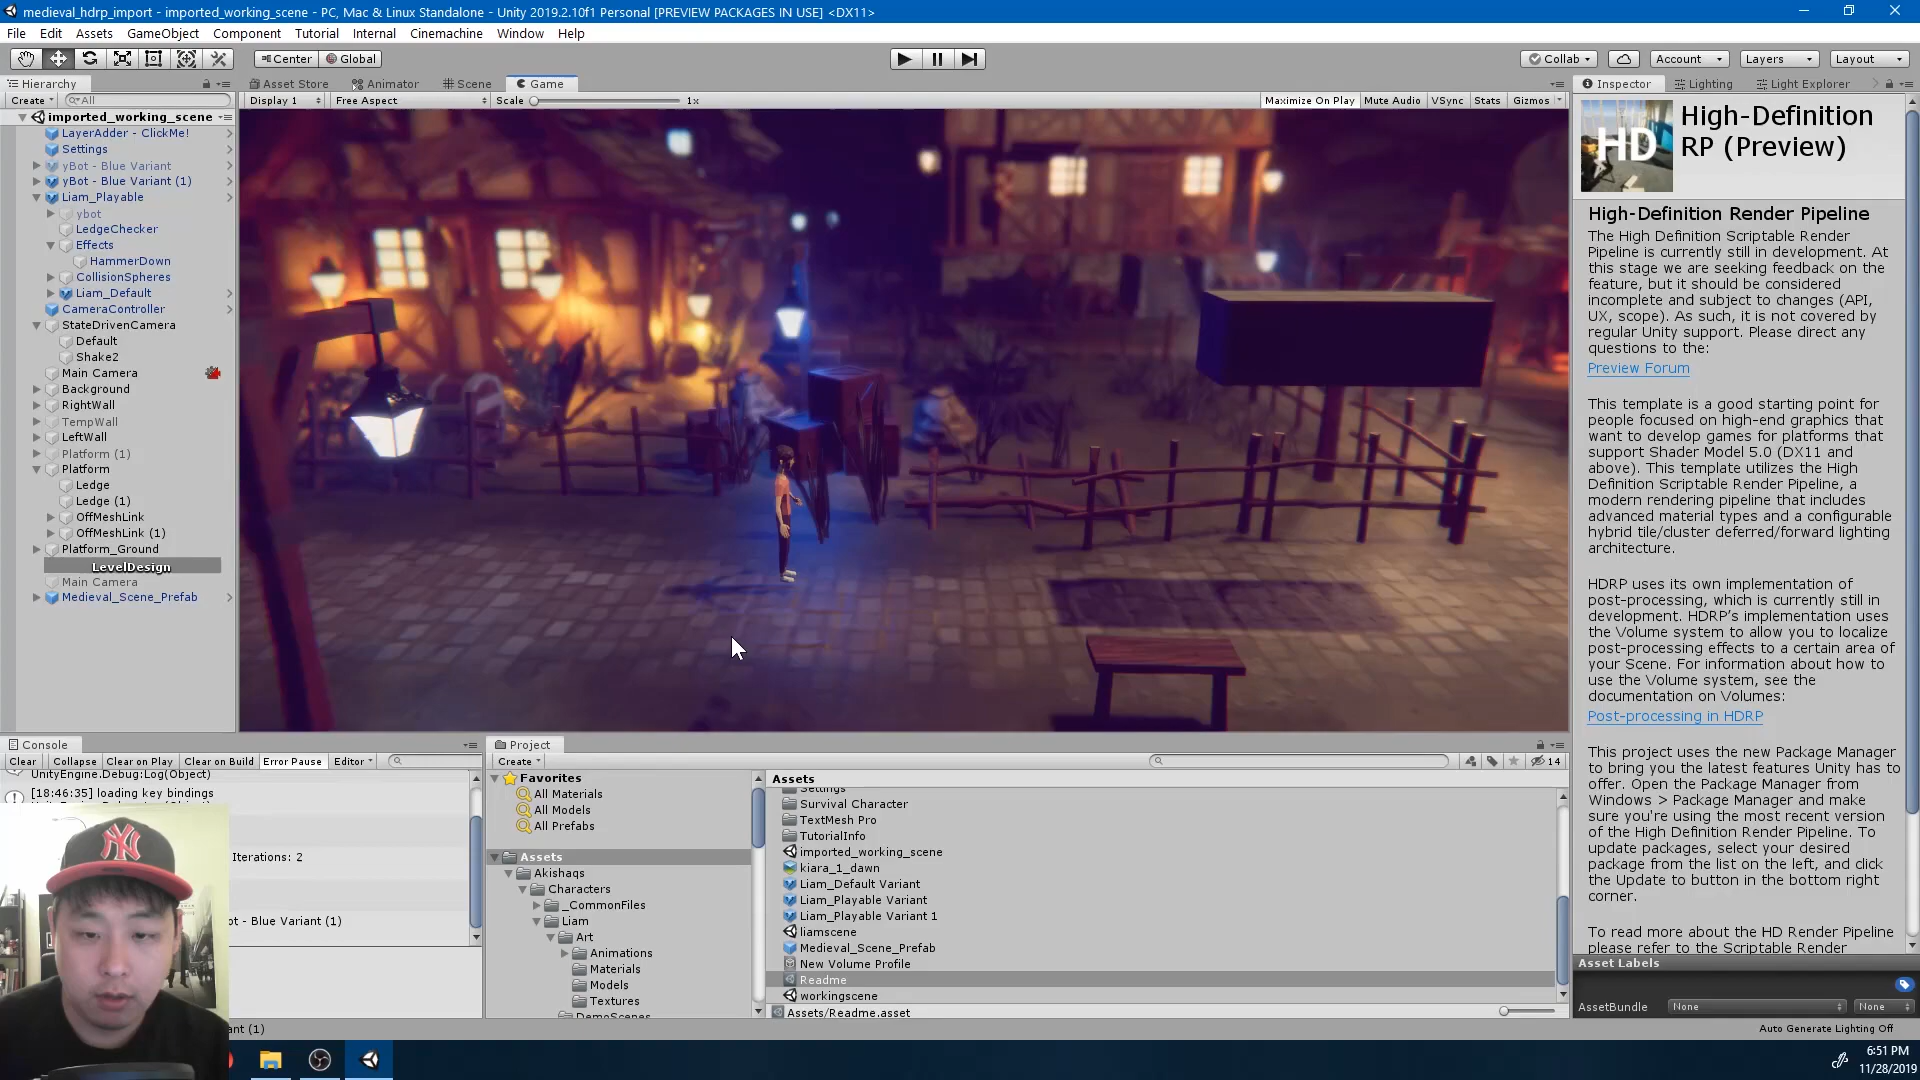 medieval_hdrp_import - imported_working_scene - PC, Mac & Linux Standalone - Unity 2019.2.10f1 Personal [PREVIEW PACKAGES IN USE] <DX11>
File Edit Assets GameObject Component Tutorial Internal Cinemachine Window Help
Center Global Collab Account Layers Layout
Hierarchy Asset Store Animator Scene Game Inspector Lighting Light Explorer
Create All Display 1 Free Aspect Scale 1x Maximize On Play Mute Audio VSync Stats Gizmos
imported_working_scene
LayerAdder - ClickMe!
Settings
yBot - Blue Variant
yBot - Blue Variant (1)
Liam_Playable
ybot
LedgeChecker
Effects
HammerDown
CollisionSpheres
Liam_Default
CameraController
StateDrivenCamera
Default
Shake2
Main Camera
Background
RightWall
TempWall
LeftWall
Platform (1)
Platform
Ledge
Ledge (1)
OffMeshLink
OffMeshLink (1)
Platform_Ground
LevelDesign
Main Camera
Medieval_Scene_Prefab
HD
High-Definition
RP (Preview)
High-Definition Render Pipeline
The High Definition Scriptable Render
Pipeline is currently still in development. At
this stage we are seeking feedback on the
feature, but it should be considered
incomplete and subject to changes (API,
UX, scope). As such, it is not covered by
regular Unity support. Please direct any
questions to the:
Preview Forum
This template is a good starting point for
people focused on high-end graphics that
want to develop games for platforms that
support Shader Model 5.0 (DX11 and
above). This template utilizes the High
Definition Scriptable Render Pipeline, a
modern rendering pipeline that includes
advanced material types and a configurable
hybrid tile/cluster deferred/forward lighting
architecture.
HDRP uses its own implementation of
post-processing, which is currently still in
development. HDRP's implementation uses
the Volume system to allow you to localize
post-processing effects to a certain area of
your Scene. For information about how to
use the Volume system, see the
documentation on Volumes:
Post-processing in HDRP
This project uses the new Package Manager
to bring you the latest features Unity has to
offer. Open the Package Manager from
Windows > Package Manager and make
sure you're using the most recent version
of the High Definition Render Pipeline. To
update packages, select your desired
package from the list on the left, and click
the Update to button in the bottom right
corner.
To read more about the HD Render Pipeline
please refer to the Scriptable Render
Asset Labels
AssetBundle None None
Auto Generate Lighting Off
Console
Clear Collapse Clear on Play Clear on Build Error Pause Editor
UnityEngine.Debug:Log(Object)
[18:46:35] loading key bindings
Iterations: 2
ot - Blue Variant (1)
ant (1)
Project
Create 14
Favorites
All Materials
All Models
All Prefabs
Assets
Akishaqs
Characters
_CommonFiles
Liam
Art
Animations
Materials
Models
Textures
DemoScenes
Assets
Settings
Survival Character
TextMesh Pro
TutorialInfo
imported_working_scene
kiara_1_dawn
Liam_Default Variant
Liam_Playable Variant
Liam_Playable Variant 1
liamscene
Medieval_Scene_Prefab
New Volume Profile
Readme
workingscene
Assets/Readme.asset
NY
6:51 PM
11/28/2019